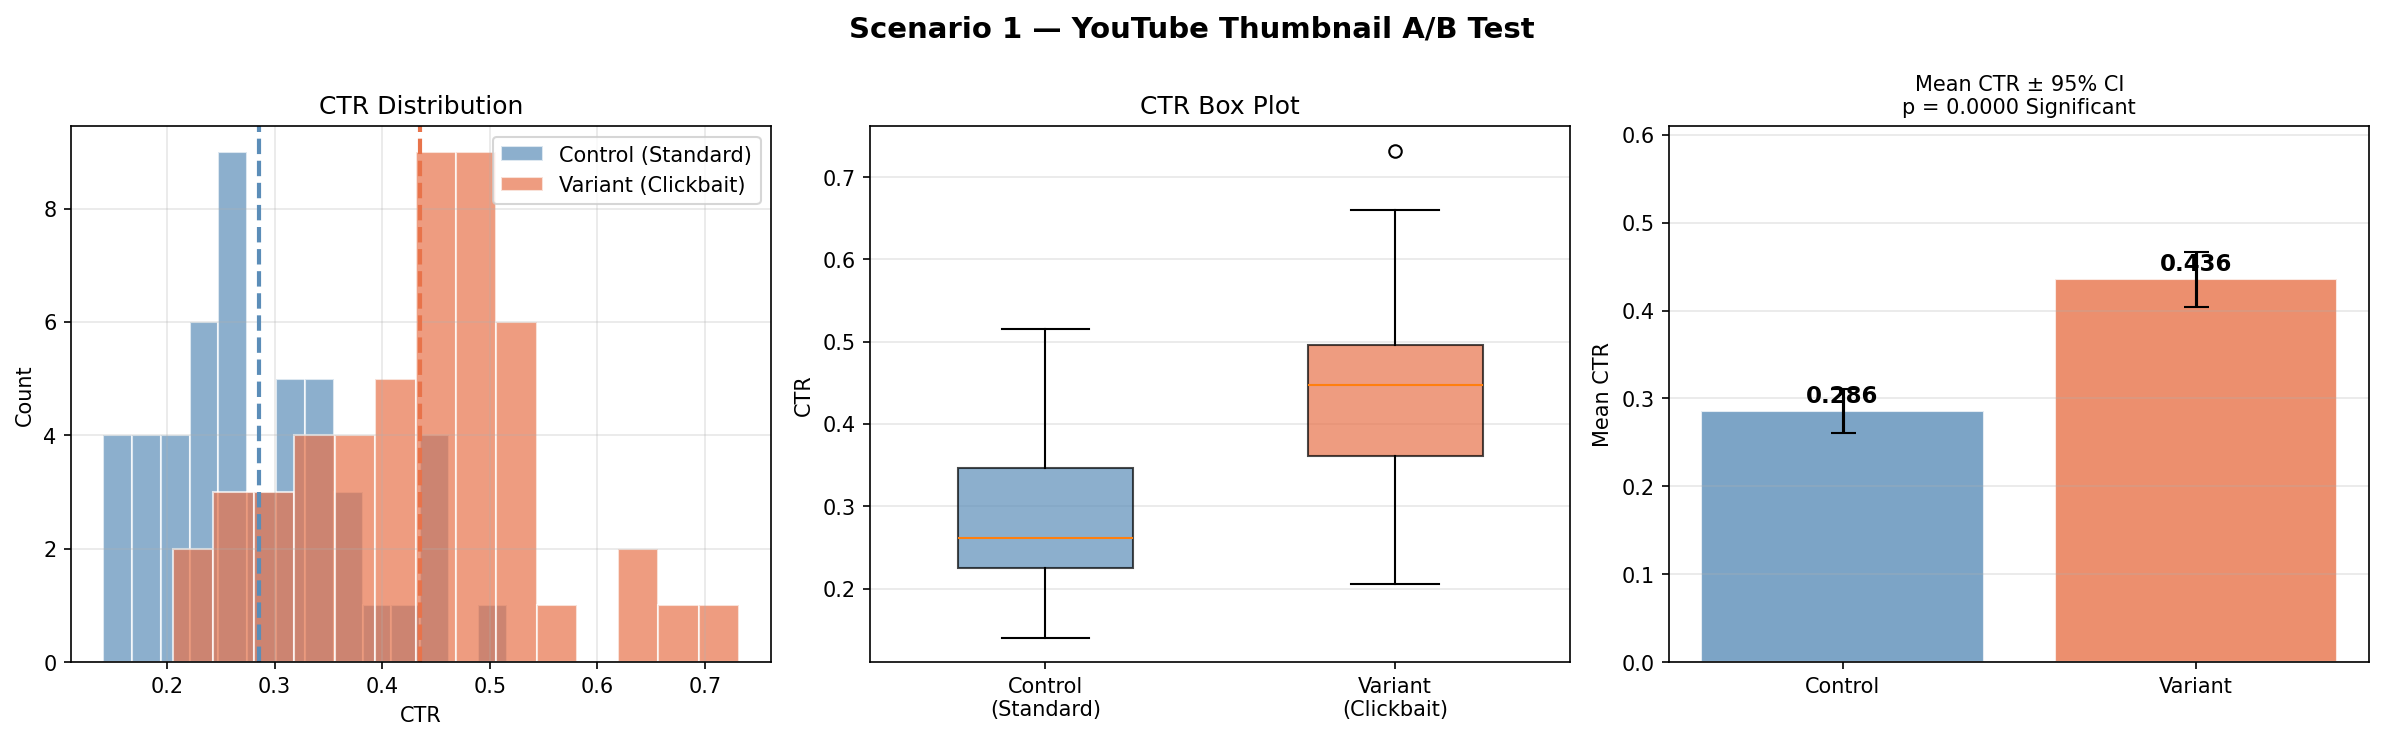 Scenario 1 — YouTube Thumbnail A/B Test
CTR Distribution
Control (Standard)
Variant (Clickbait)
8
6
4
2
0
Count
0.2 0.3 0.4 0.5 0.6 0.7
CTR
CTR Box Plot
0.7
0.6
0.5
0.4
0.3
0.2
CTR
Control
(Standard)
Variant
(Clickbait)
Mean CTR ± 95% CI
p = 0.0000 Significant
0.6
0.5
0.4
0.3
0.2
0.1
0.0
Mean CTR
0.286
0.436
Control
Variant